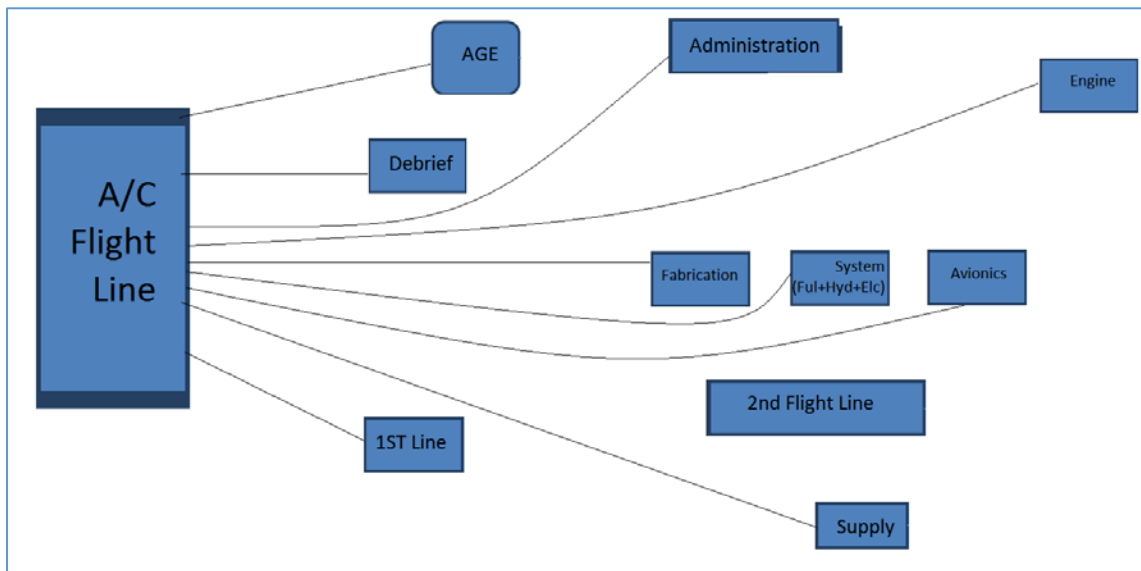 AGE
Administration
Engine
A/C
Flight
Line
Debrief
Fabrication
System
(Ful+Hyd+Elc)
Avionics
2nd Flight Line
1ST Line
Supply